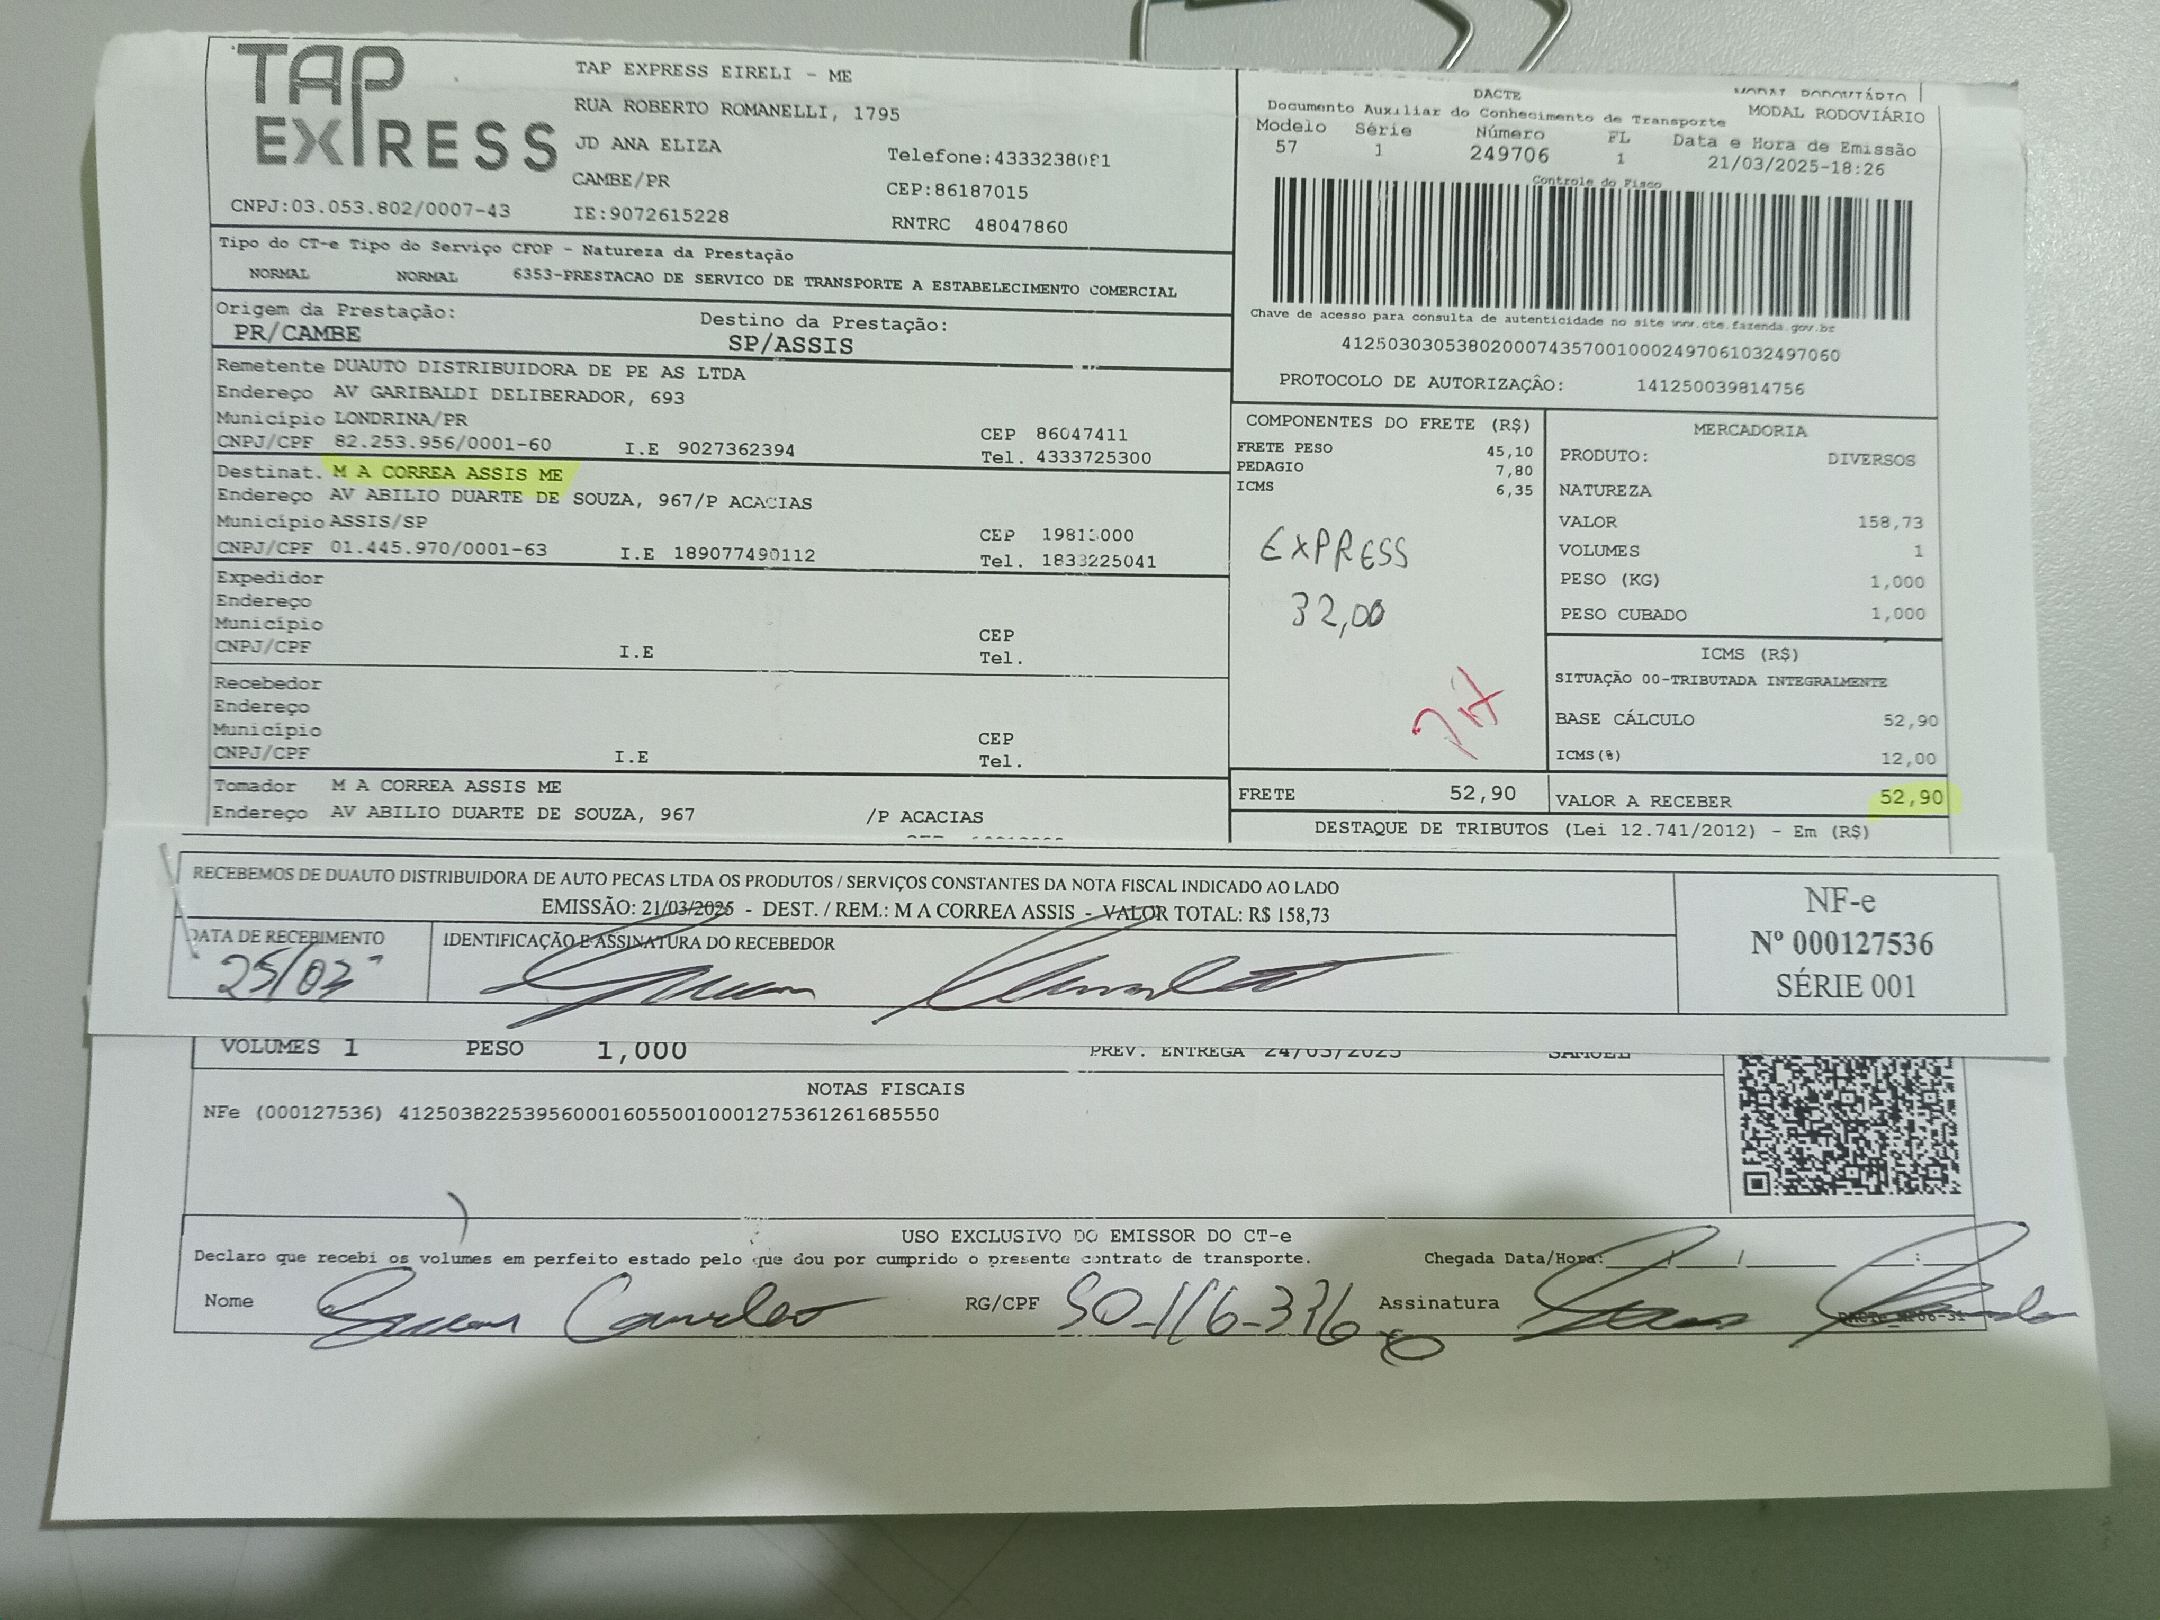 TAP EXPRESS
TAP EXPRESS EIRELI - ME
RUA ROBERTO ROMANELLI, 1795
JD ANA ELIZA
Telefone:4333238081
CAMBE/PR
CEP:86187015
CNPJ:03.053.802/0007-43
IE:9072615228
RNTRC 48047860
MODAL RODOVIÁRIO
DACTE
MODAL RODOVIÁRIO
Documento Auxiliar do Conhecimento de Transporte
Modelo Série Número FL Data e Hora de Emissão
57 1 249706 1 21/03/2025-18:26
Controle do Fisco
Chave de acesso para consulta de autenticidade no site www.cte.fazenda.gov.br
41250303053802000743570010002497061032497060
PROTOCOLO DE AUTORIZAÇÃO: 141250039814756
Tipo do CT-e Tipo do Serviço CFOP - Natureza da Prestação
NORMAL NORMAL 6353-PRESTACAO DE SERVICO DE TRANSPORTE A ESTABELECIMENTO COMERCIAL
Origem da Prestação: Destino da Prestação:
PR/CAMBE SP/ASSIS
Remetente DUAUTO DISTRIBUIDORA DE PE AS LTDA
Endereço AV GARIBALDI DELIBERADOR, 693
Município LONDRINA/PR CEP 86047411
CNPJ/CPF 82.253.956/0001-60 I.E 9027362394 Tel. 4333725300
Destinat. M A CORREA ASSIS ME
Endereço AV ABILIO DUARTE DE SOUZA, 967/P ACACIAS
Município ASSIS/SP CEP
CNPJ/CPF 01.445.970/0001-63 I.E 189077490112 Tel. 1833225041
Expedidor
Endereço
Município CEP
CNPJ/CPF I.E Tel.
Recebedor
Endereço
Município CEP
CNPJ/CPF I.E Tel.
Tomador M A CORREA ASSIS ME
Endereço AV ABILIO DUARTE DE SOUZA, 967 /P ACACIAS
COMPONENTES DO FRETE (R$)
FRETE PESO 45,10
PEDAGIO 7,80
ICMS 6,35
EXPRESS
32,00
FRETE 52,90
MERCADORIA
PRODUTO: DIVERSOS
NATUREZA
VALOR 158,73
VOLUMES 1
PESO (KG) 1,000
PESO CUBADO 1,000
ICMS (R$)
SITUAÇÃO 00-TRIBUTADA INTEGRALMENTE
BASE CÁLCULO 52,90
ICMS(%) 12,00
VALOR A RECEBER 52,90
DESTAQUE DE TRIBUTOS (Lei 12.741/2012) - Em (R$)
RECEBEMOS DE DUAUTO DISTRIBUIDORA DE AUTO PECAS LTDA OS PRODUTOS / SERVIÇOS CONSTANTES DA NOTA FISCAL INDICADO AO LADO
EMISSÃO: 21/03/2025 - DEST. / REM.: M A CORREA ASSIS - VALOR TOTAL: R$ 158,73
DATA DE RECEBIMENTO IDENTIFICAÇÃO E ASSINATURA DO RECEBEDOR
25/03
NF-e
Nº 000127536
SÉRIE 001
VOLUMES 1 PESO 1,000 PREV. ENTREGA 24/03/2025 SAMUEL
NOTAS FISCAIS
NFe (000127536) 41250382253956000160550010001275361261685550
USO EXCLUSIVO DO EMISSOR DO CT-e
Declaro que recebi os volumes em perfeito estado pelo que dou por cumprido o presente contrato de transporte. Chegada Data/Hora:____/____/______ ____:____
Nome RG/CPF Assinatura